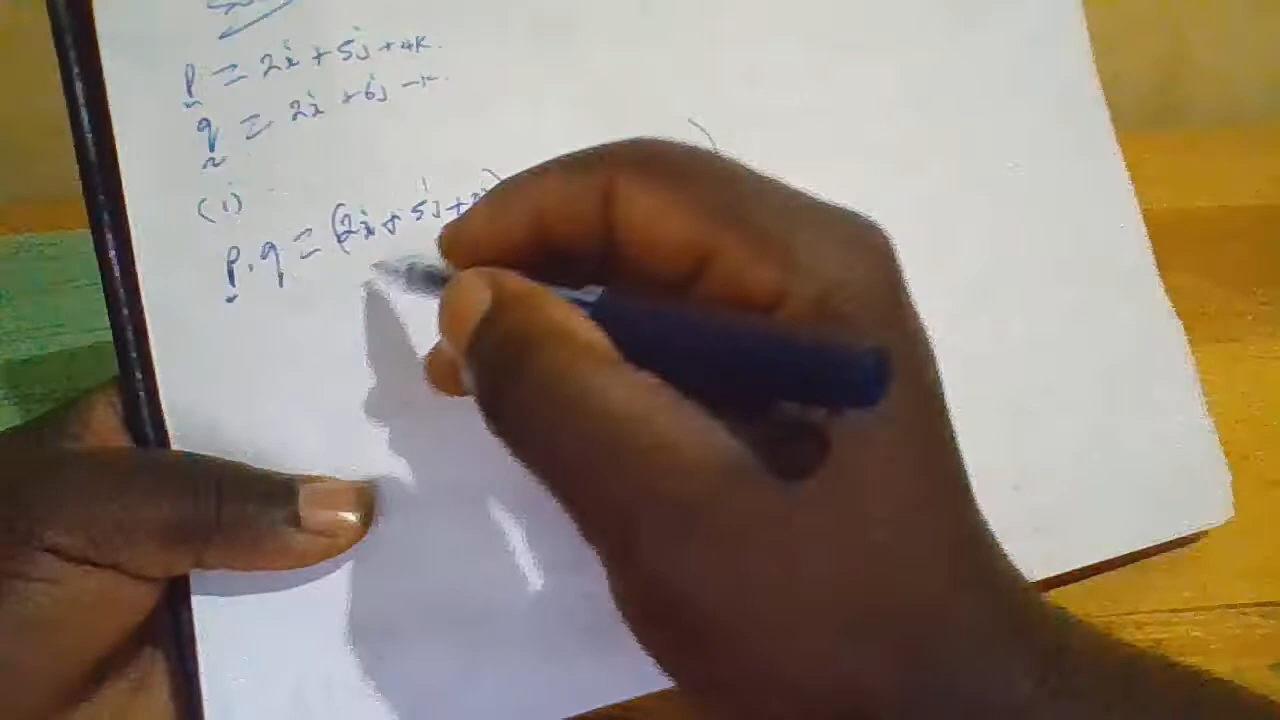 p = 2i + 5j + 4k.
q = 2i + 6j - k.
(i)
p . q = (2i + 5j +